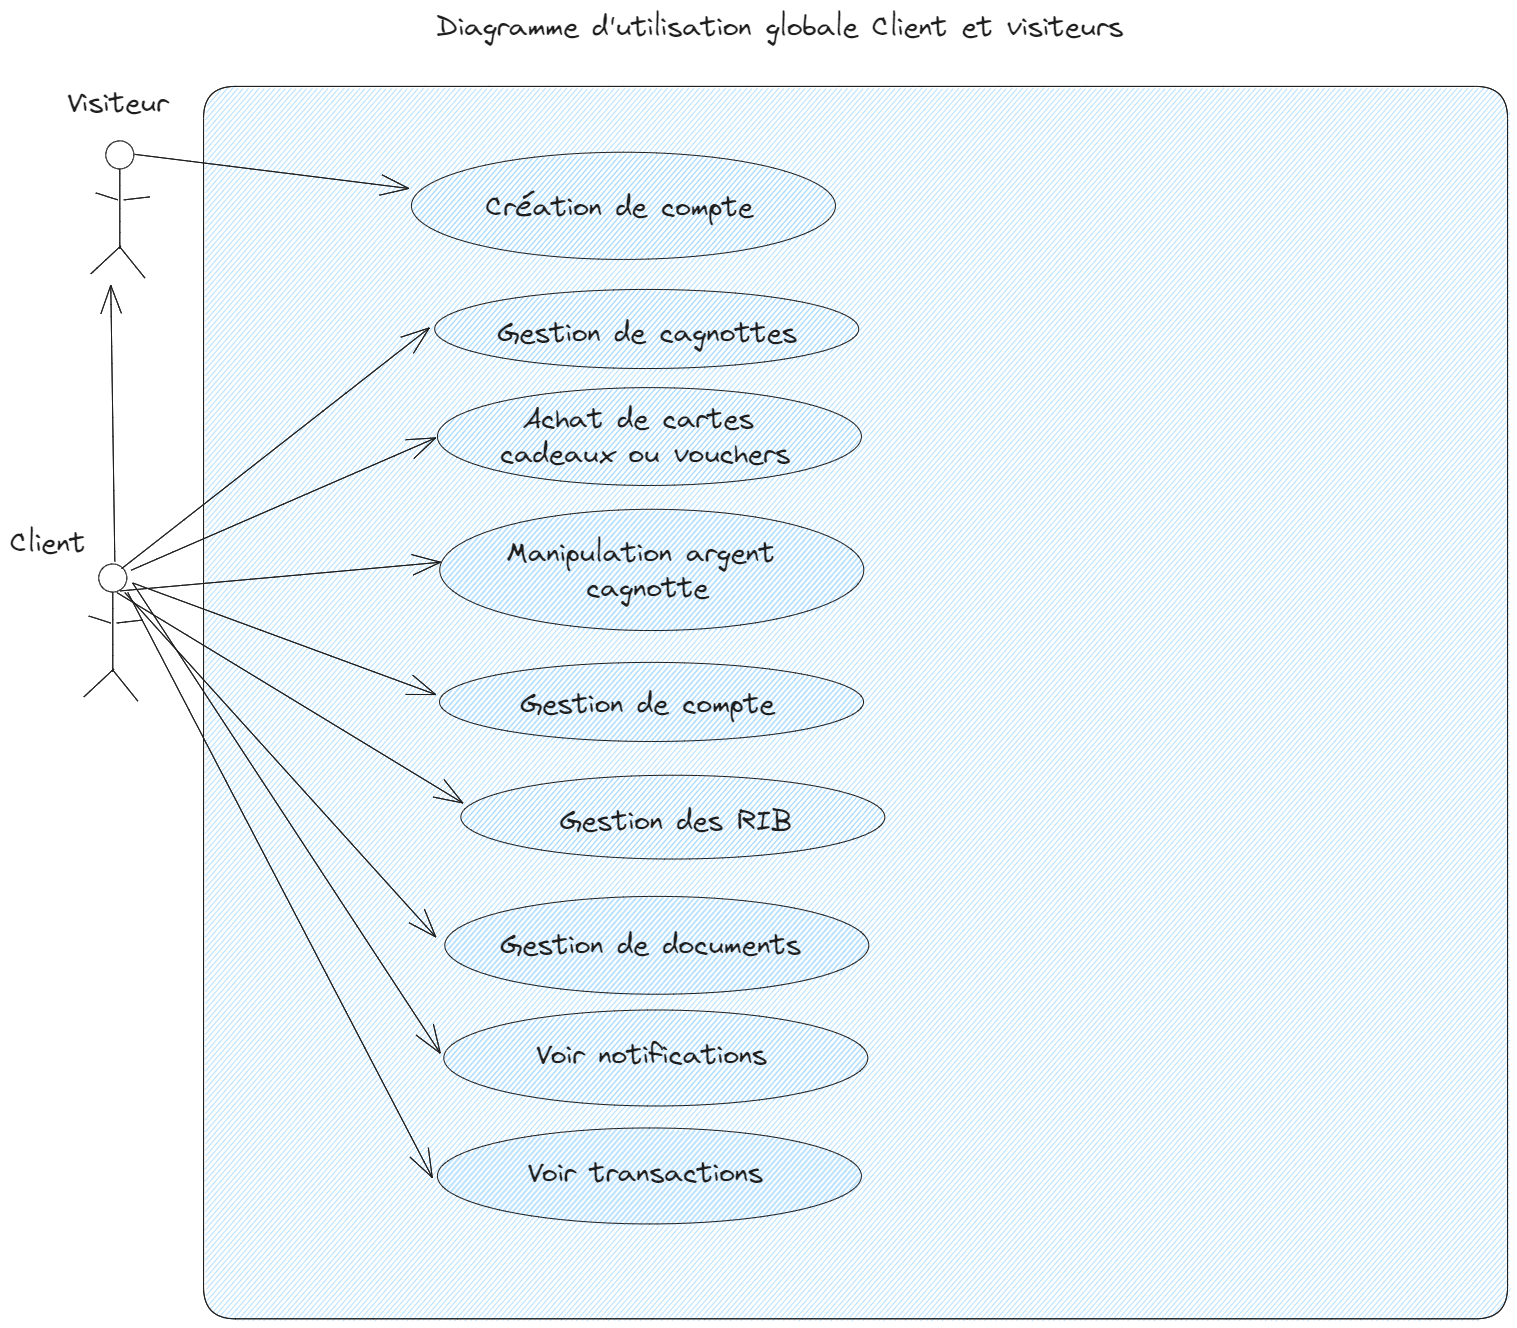 Diagramme d'utilisation globale Client et visiteurs
Visiteur
Création de compte
Gestion de cagnottes
Achat de cartes
cadeaux ou vouchers
Client
Manipulation argent
cagnotte
Gestion de compte
Gestion des RIB
Gestion de documents
Voir notifications
Voir transactions